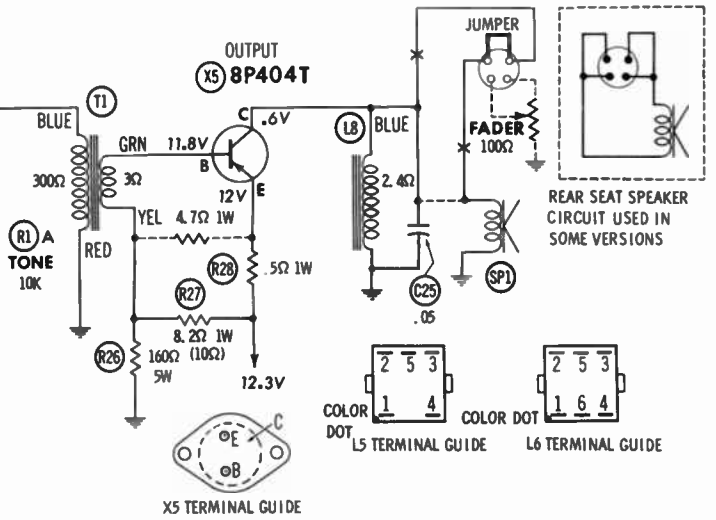 JUMPER
OUTPUT
X5 8P404T
C .6V
T1
BLUE
GRN 11.8V
B
L8 BLUE
FADER
100Ω
300Ω 3Ω
12V E
2.4Ω
REAR SEAT SPEAKER
CIRCUIT USED IN
SOME VERSIONS
YEL 4.7Ω 1W
R1 A
TONE
10K
RED
R28 .5Ω 1W
R27
8.2Ω 1W
(10Ω)
C25
.05
SP1
R26 160Ω
5W
12.3V
2 5 3
1 4
COLOR
DOT
L5 TERMINAL GUIDE
2 5 3
1 6 4
COLOR DOT
L6 TERMINAL GUIDE
C
E
B
X5 TERMINAL GUIDE